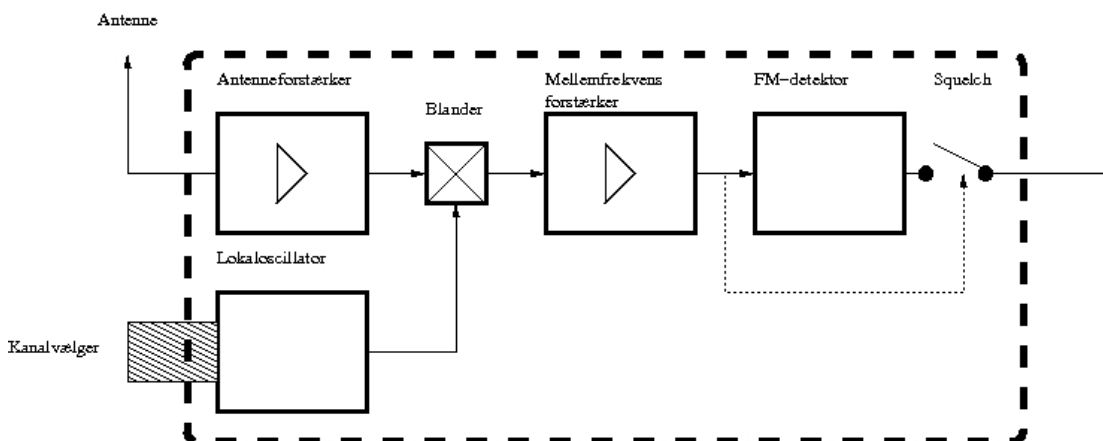 Antenne
Antenneforstærker
Mellemfrekvens
forstærker
FM-detektor
Squelch
Blander
Lokaloscillator
Kanalvælger